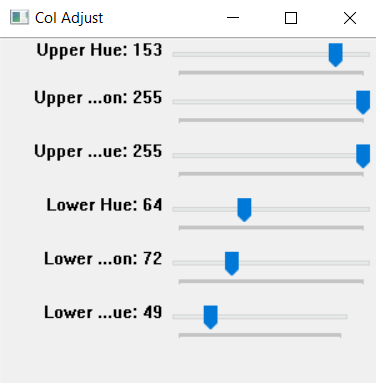 Col Adjust
Upper Hue: 153
Upper ...on: 255
Upper ...ue: 255
Lower Hue: 64
Lower ...on: 72
Lower ...ue: 49